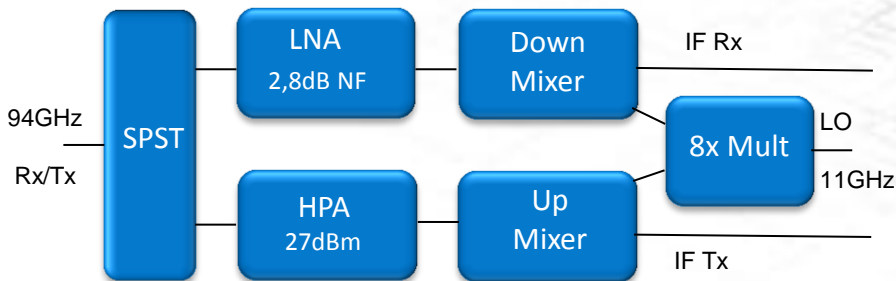 94GHz
Rx/Tx
SPST
LNA
2,8dB NF
Down
Mixer
IF Rx
HPA
27dBm
Up
Mixer
IF Tx
8x Mult
LO
11GHz